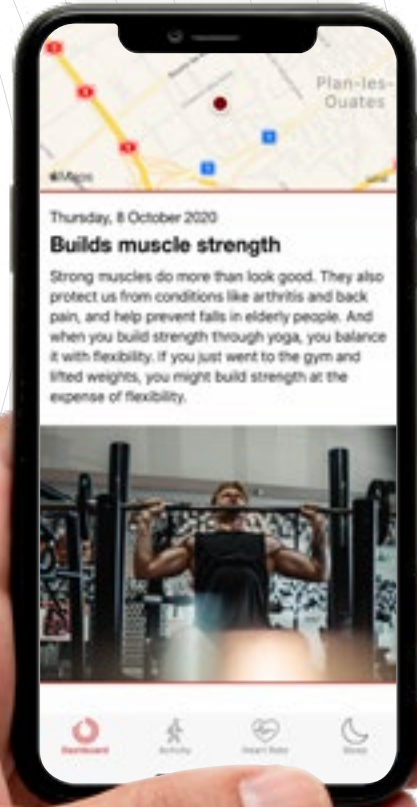 Plan-les-
Ouates
Maps
Thursday, 8 October 2020
Builds muscle strength
Strong muscles do more than look good. They also
protect us from conditions like arthritis and back
pain, and help prevent falls in elderly people. And
when you build strength through yoga, you balance
it with flexibility. If you just went to the gym and
lifted weights, you might build strength at the
expense of flexibility.
Dashboard Activity Heart Rate Sleep